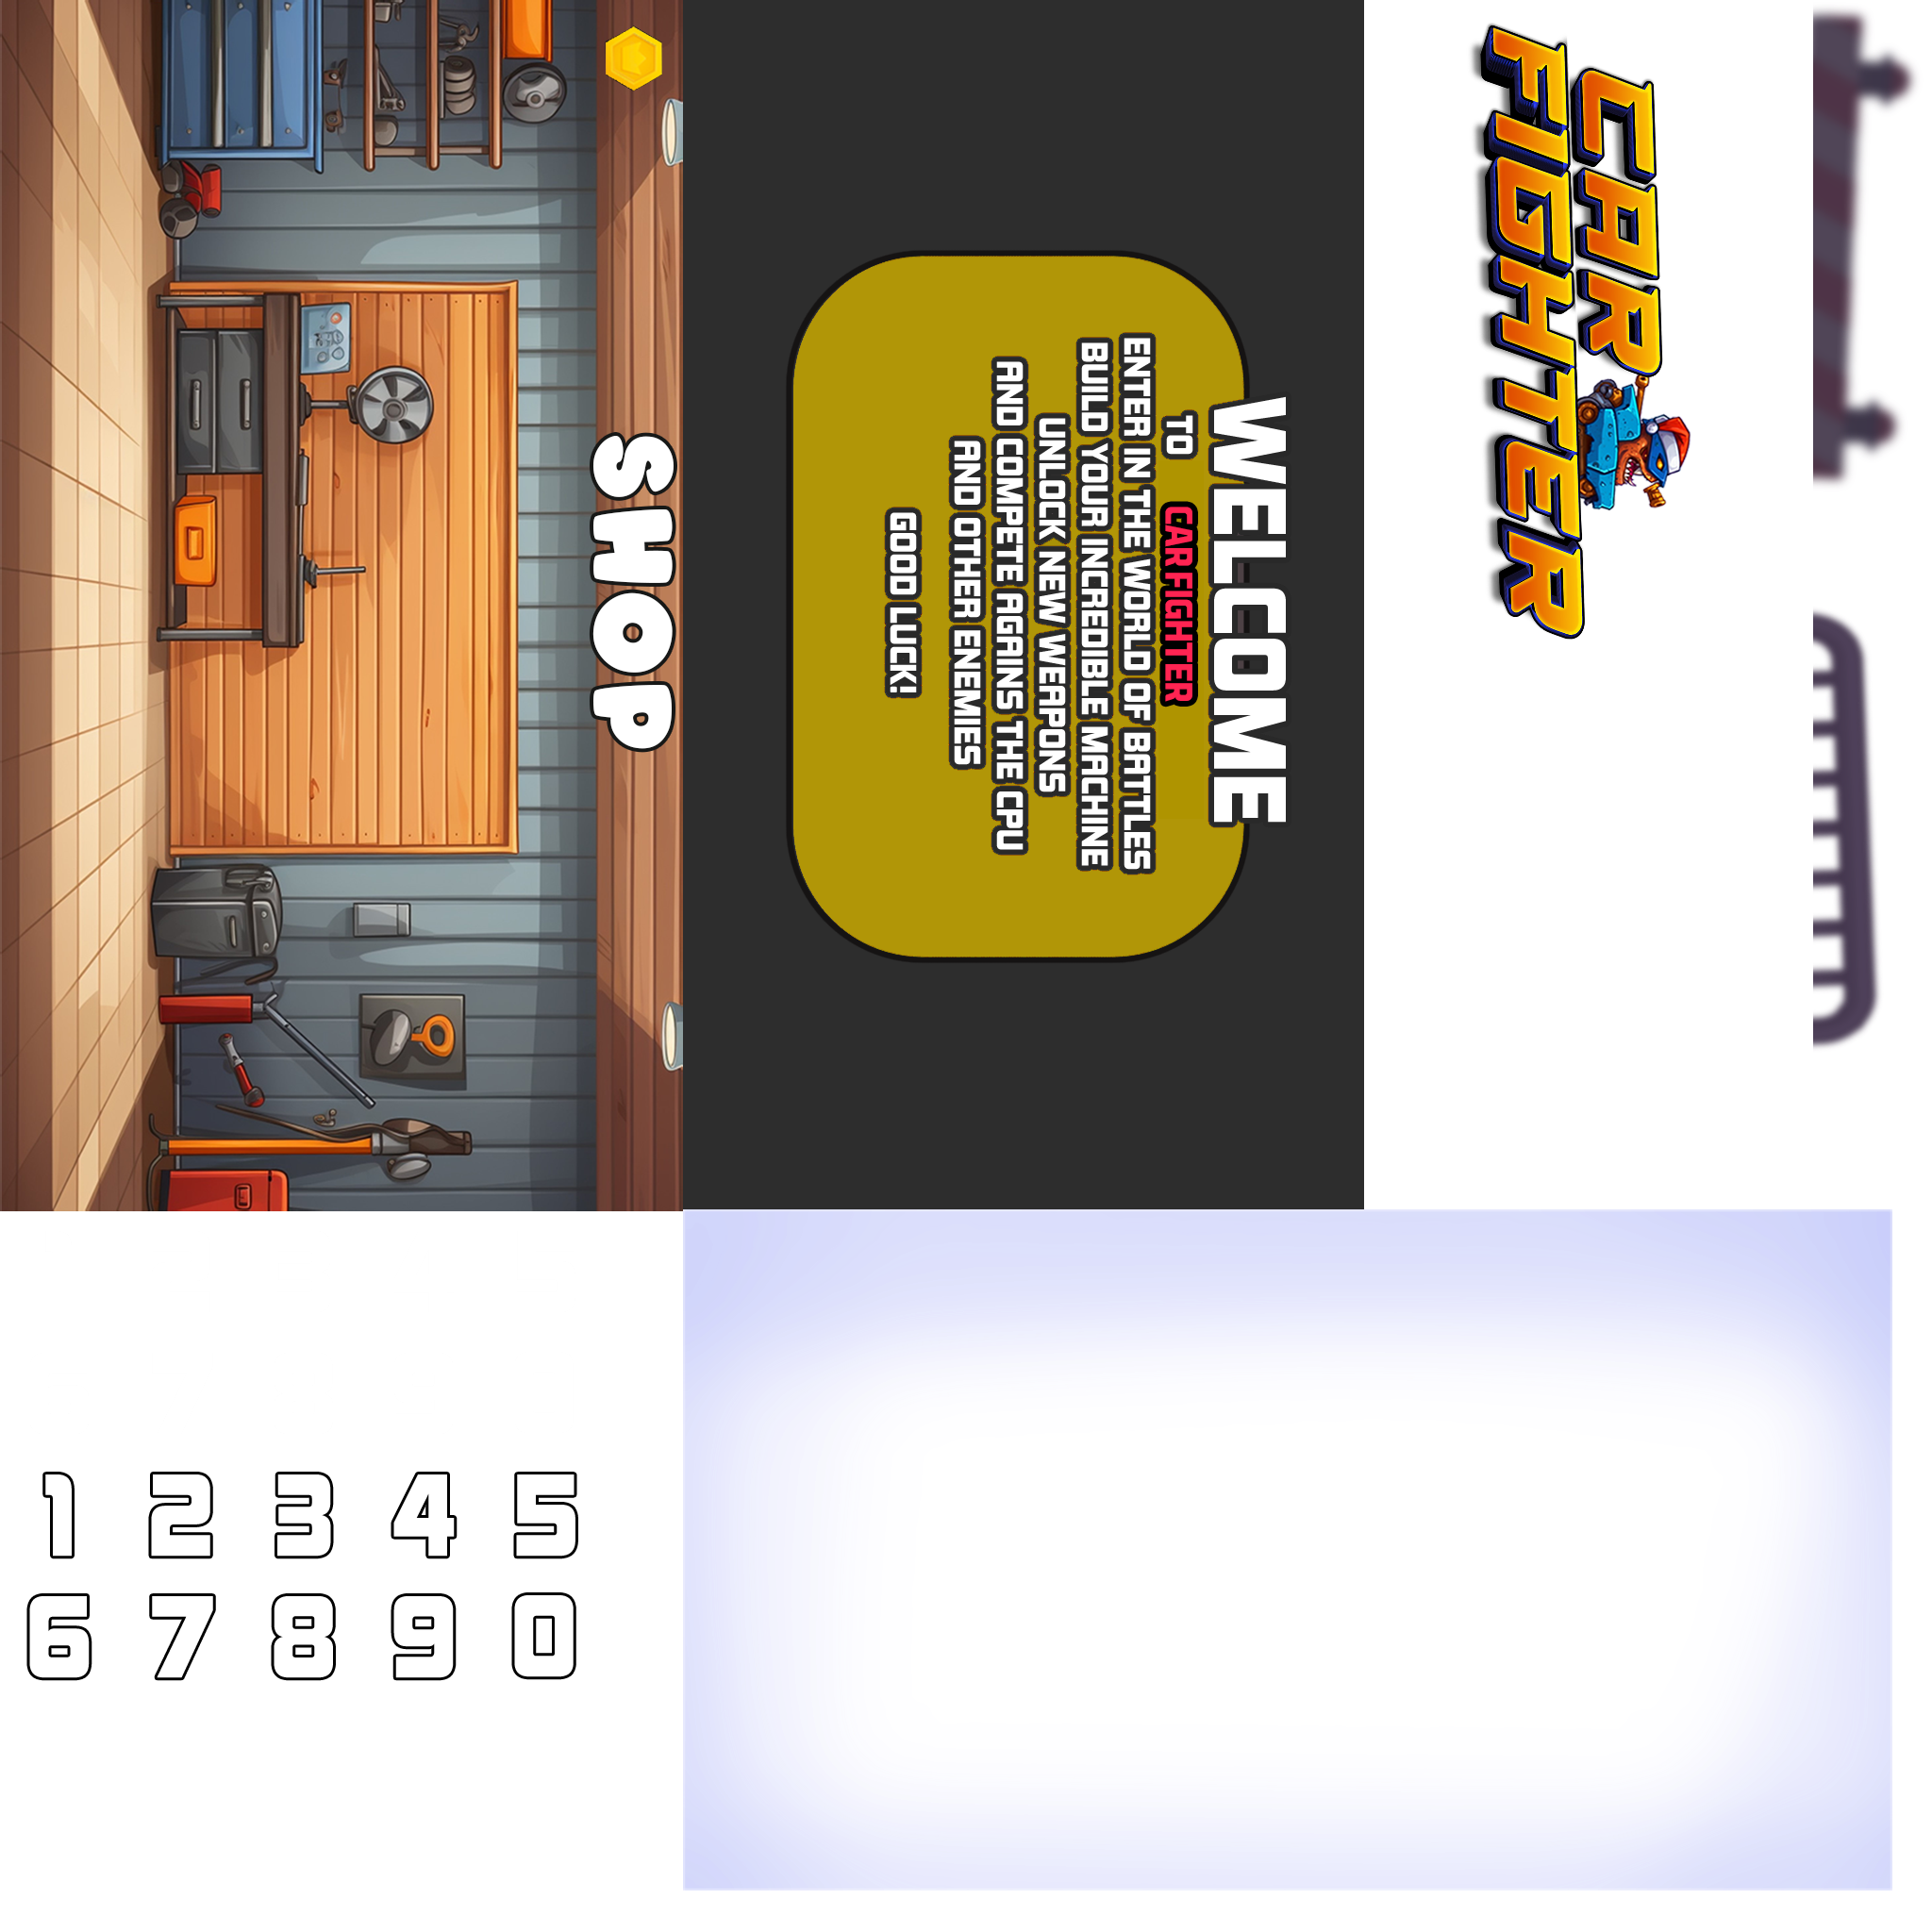 SHOP
WELCOME
TO CAR FIGHTER
ENTER IN THE WORLD OF BATTLES
BUILD YOUR INCREDIBLE MACHINE
UNLOCK NEW WEAPONS
AND COMPETE AGAINS THE CPU
AND OTHER ENEMIES
GOOD LUCK!
CAR
FIGHTER
1 2 3 4 5
6 7 8 9 0